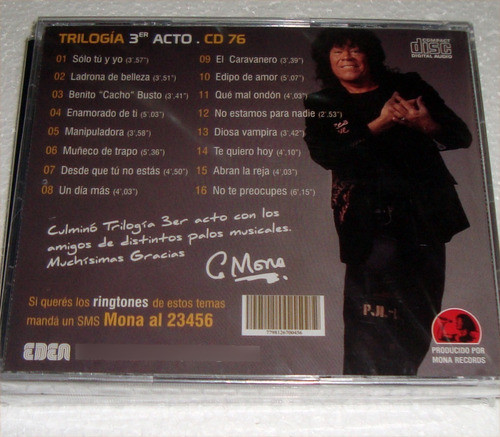 TRILOGÍA 3ER ACTO . CD 76
COMPACT
disc
DIGITAL AUDIO
01 Sólo tú y yo (3',57")
02 Ladrona de belleza (3',51")
03 Benito "Cacho" Busto (3',41")
04 Enamorado de ti (5',03")
05 Manipuladora (3',58")
06 Muñeco de trapo (5',36")
07 Desde que tú no estás (4',50")
08 Un día más (4',03")
09 El Caravanero (3',39")
10 Edipo de amor (5',07")
11 Qué mal ondón (4',03")
12 No estamos para nadie (2',53")
13 Diosa vampira (3',42")
14 Te quiero hoy (4',10")
15 Abran la reja (4',03")
16 No te preocupes (6',15")
Culminó Trilogía 3er acto con los
amigos de distintos palos musicales.
Muchísimas Gracias
C Mona
Si querés los ringtones de estos temas
mandá un SMS Mona al 23456
EDEN
PRODUCIDO POR
MONA RECORDS